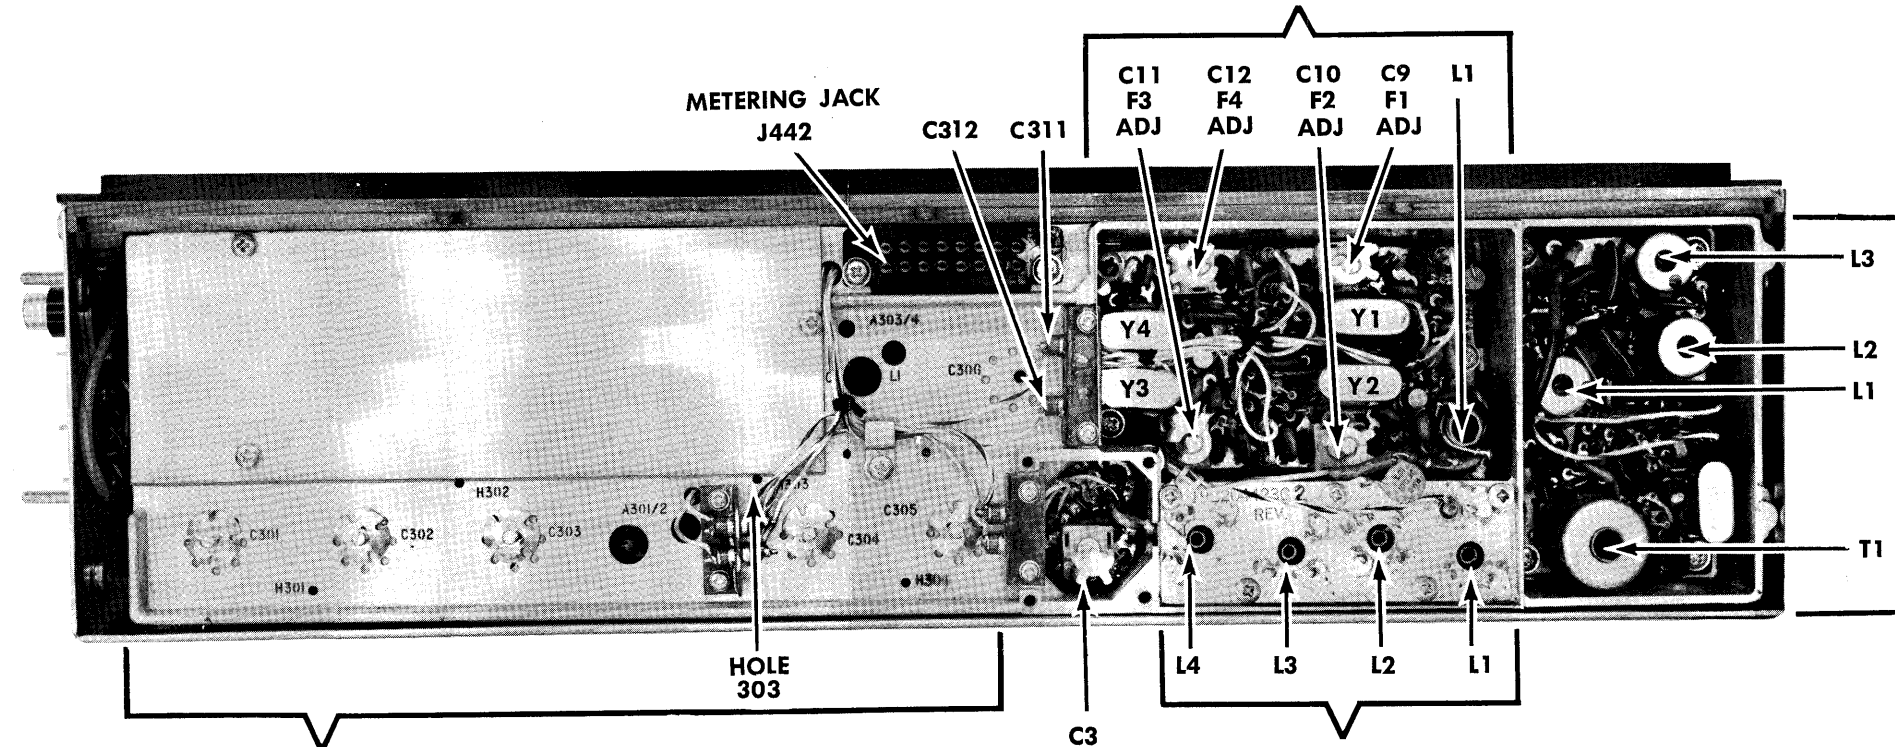 METERING JACK
J442
C312
C311
C11
F3
ADJ
C12
F4
ADJ
C10
F2
ADJ
C9
F1
ADJ
L1
L3
L2
L1
T1
A303/4
L1
C306
Y4
Y3
Y1
Y2
H302
A301/2
C305
C301
C302
C303
C304
H301
H304
REV.
HOLE
303
C3
L4
L3
L2
L1